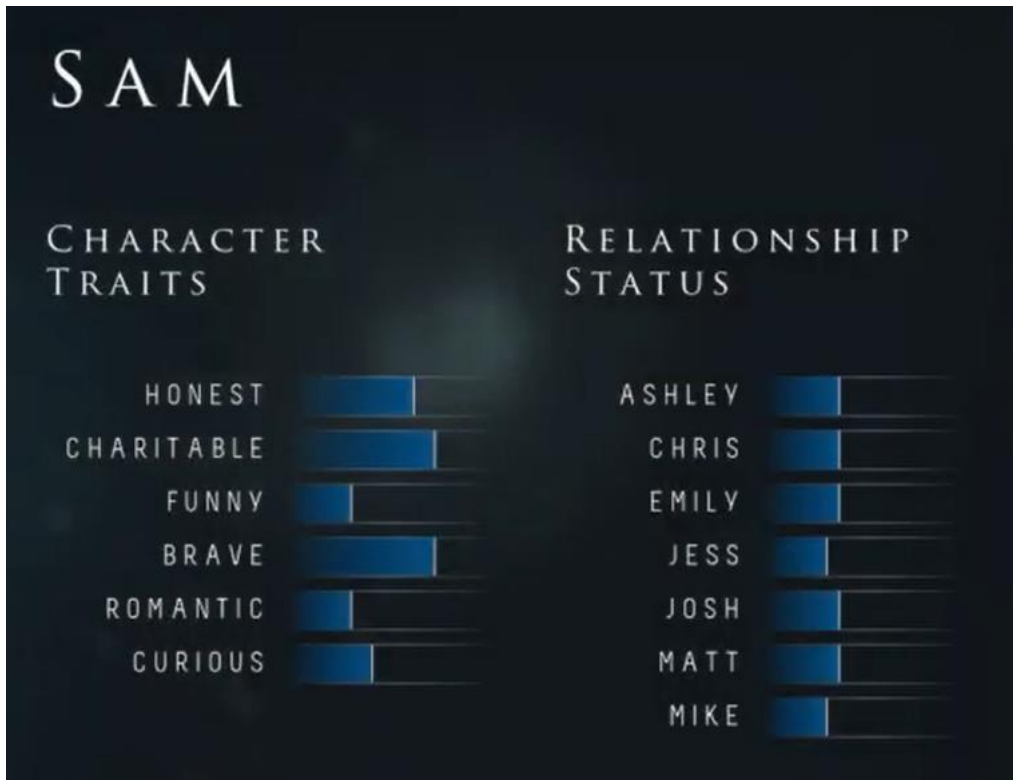 SAM
CHARACTER
TRAITS
HONEST
CHARITABLE
FUNNY
BRAVE
ROMANTIC
CURIOUS
RELATIONSHIP
STATUS
ASHLEY
CHRIS
EMILY
JESS
JOSH
MATT
MIKE